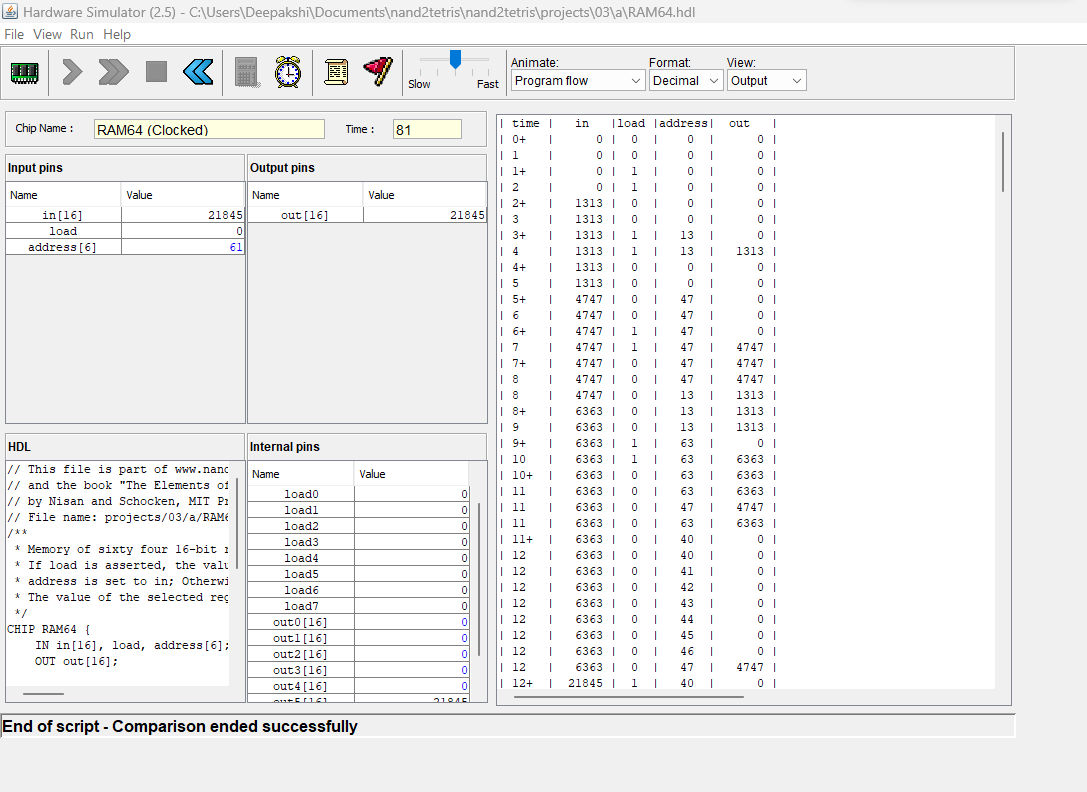 Hardware Simulator (2.5) - C:\Users\Deepakshi\Documents\nand2tetris\nand2tetris\projects\03\a\RAM64.hdl
File View Run Help
Slow Fast
Animate: Format: View:
Program flow Decimal Output
Chip Name : RAM64 (Clocked) Time : 81
Input pins
Name Value
in[16] 21845
load 0
address[6] 61
Output pins
Name Value
out[16] 21845
HDL
// This file is part of www.nand
// and the book "The Elements of
// by Nisan and Schocken, MIT Pr
// File name: projects/03/a/RAM6
/**
* Memory of sixty four 16-bit r
* If load is asserted, the valu
* address is set to in; Otherwi
* The value of the selected reg
*/
CHIP RAM64 {
IN in[16], load, address[6];
OUT out[16];
Internal pins
Name Value
load0 0
load1 0
load2 0
load3 0
load4 0
load5 0
load6 0
load7 0
out0[16] 0
out1[16] 0
out2[16] 0
out3[16] 0
out4[16] 0
out5[16] 21845
| time | in |load |address| out |
| 0+ | 0 | 0 | 0 | 0 |
| 1 | 0 | 0 | 0 | 0 |
| 1+ | 0 | 1 | 0 | 0 |
| 2 | 0 | 1 | 0 | 0 |
| 2+ | 1313 | 0 | 0 | 0 |
| 3 | 1313 | 0 | 0 | 0 |
| 3+ | 1313 | 1 | 13 | 0 |
| 4 | 1313 | 1 | 13 | 1313 |
| 4+ | 1313 | 0 | 0 | 0 |
| 5 | 1313 | 0 | 0 | 0 |
| 5+ | 4747 | 0 | 47 | 0 |
| 6 | 4747 | 0 | 47 | 0 |
| 6+ | 4747 | 1 | 47 | 0 |
| 7 | 4747 | 1 | 47 | 4747 |
| 7+ | 4747 | 0 | 47 | 4747 |
| 8 | 4747 | 0 | 47 | 4747 |
| 8 | 4747 | 0 | 13 | 1313 |
| 8+ | 6363 | 0 | 13 | 1313 |
| 9 | 6363 | 0 | 13 | 1313 |
| 9+ | 6363 | 1 | 63 | 0 |
| 10 | 6363 | 1 | 63 | 6363 |
| 10+ | 6363 | 0 | 63 | 6363 |
| 11 | 6363 | 0 | 63 | 6363 |
| 11 | 6363 | 0 | 47 | 4747 |
| 11 | 6363 | 0 | 63 | 6363 |
| 11+ | 6363 | 0 | 40 | 0 |
| 12 | 6363 | 0 | 40 | 0 |
| 12 | 6363 | 0 | 41 | 0 |
| 12 | 6363 | 0 | 42 | 0 |
| 12 | 6363 | 0 | 43 | 0 |
| 12 | 6363 | 0 | 44 | 0 |
| 12 | 6363 | 0 | 45 | 0 |
| 12 | 6363 | 0 | 46 | 0 |
| 12 | 6363 | 0 | 47 | 4747 |
| 12+ | 21845 | 1 | 40 | 0 |
End of script - Comparison ended successfully